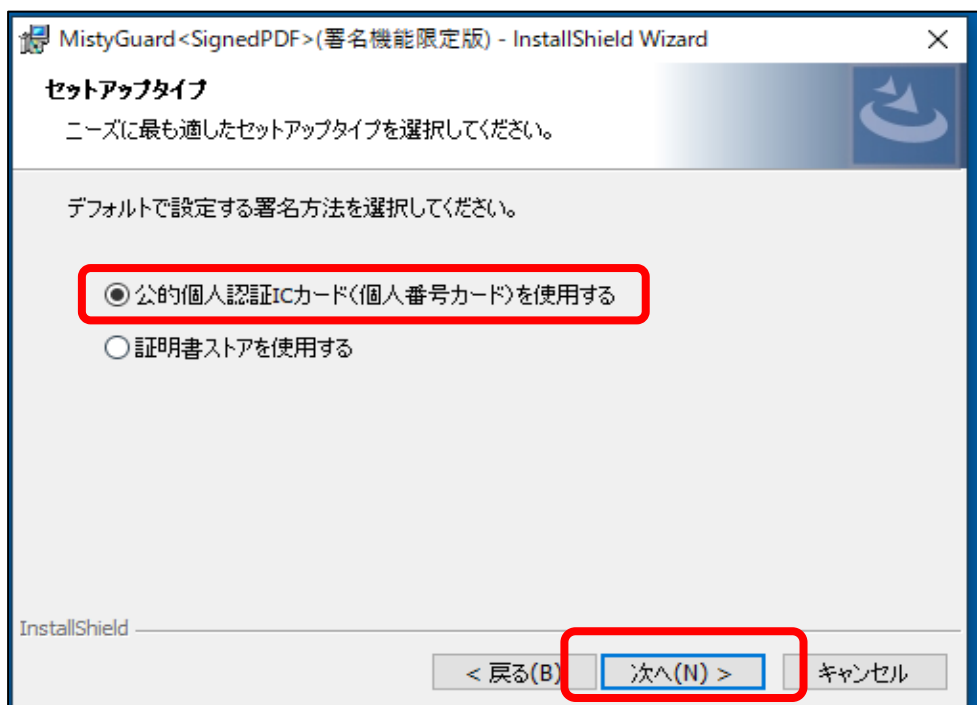 MistyGuard<SignedPDF>(署名機能限定版) - InstallShield Wizard
セットアップタイプ
ニーズに最も適したセットアップタイプを選択してください。
デフォルトで設定する署名方法を選択してください。
公的個人認証ICカード(個人番号カード)を使用する
証明書ストアを使用する
InstallShield
< 戻る(B) 次へ(N) > キャンセル